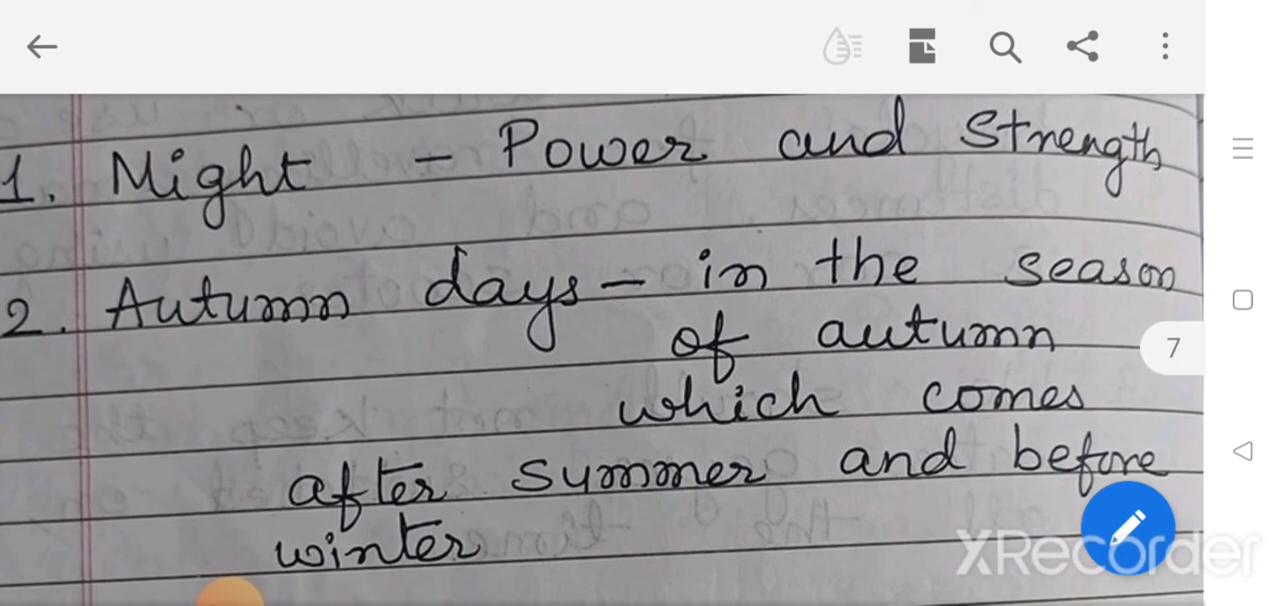 1. Might - Power and Strength
2. Autumn days - in the season
of autumn
7
which comes
after summer and before
winter
XRecorder